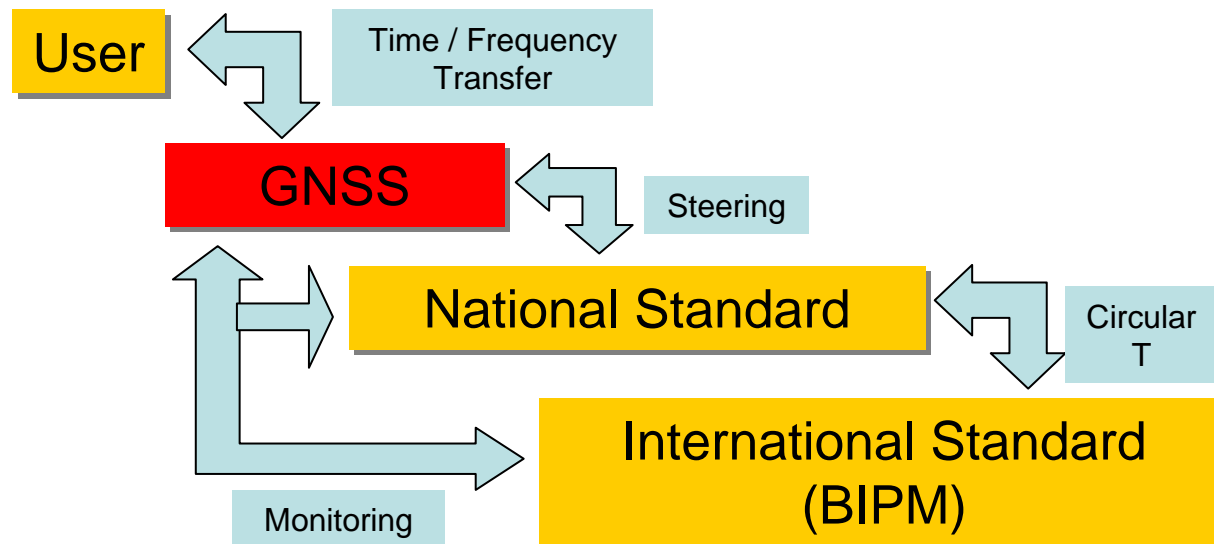 User
Time / Frequency
Transfer
GNSS
Steering
National Standard
Circular
T
International Standard
(BIPM)
Monitoring